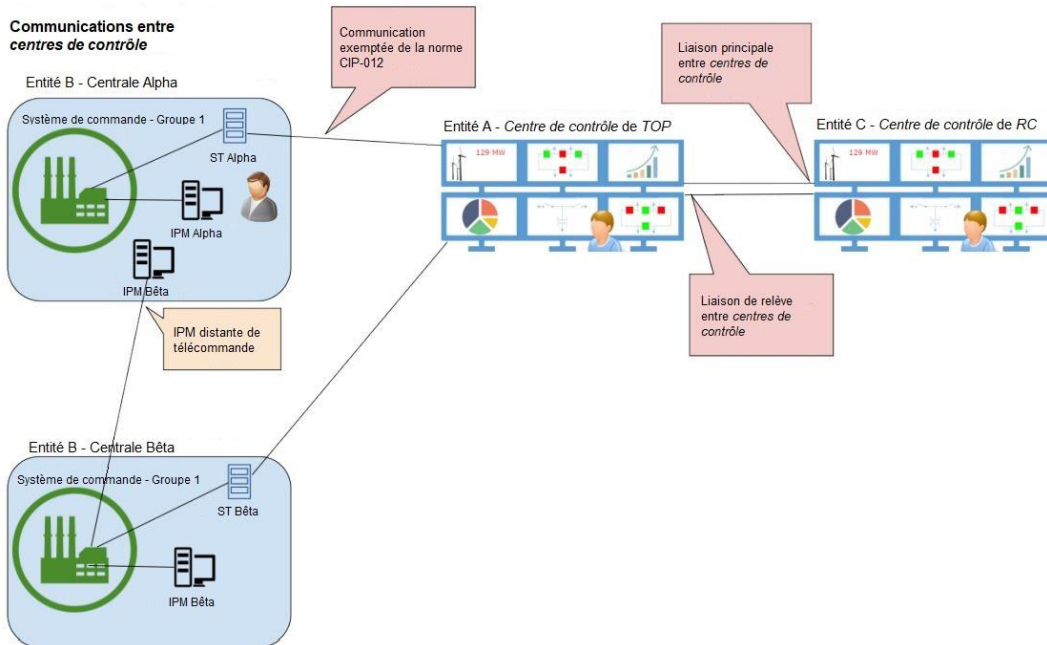 Communications entre
centres de contrôle
Communication
exemptée de la norme
CIP-012
Liaison principale
entre centres de
contrôle
Entité B - Centrale Alpha
Système de commande - Groupe 1
ST Alpha
IPM Alpha
IPM Bêta
Entité A - Centre de contrôle de TOP
129 MW
Entité C - Centre de contrôle de RC
129 MW
Liaison de relève
entre centres de
contrôle
IPM distante de
télécommande
Entité B - Centrale Bêta
Système de commande - Groupe 1
ST Bêta
IPM Bêta